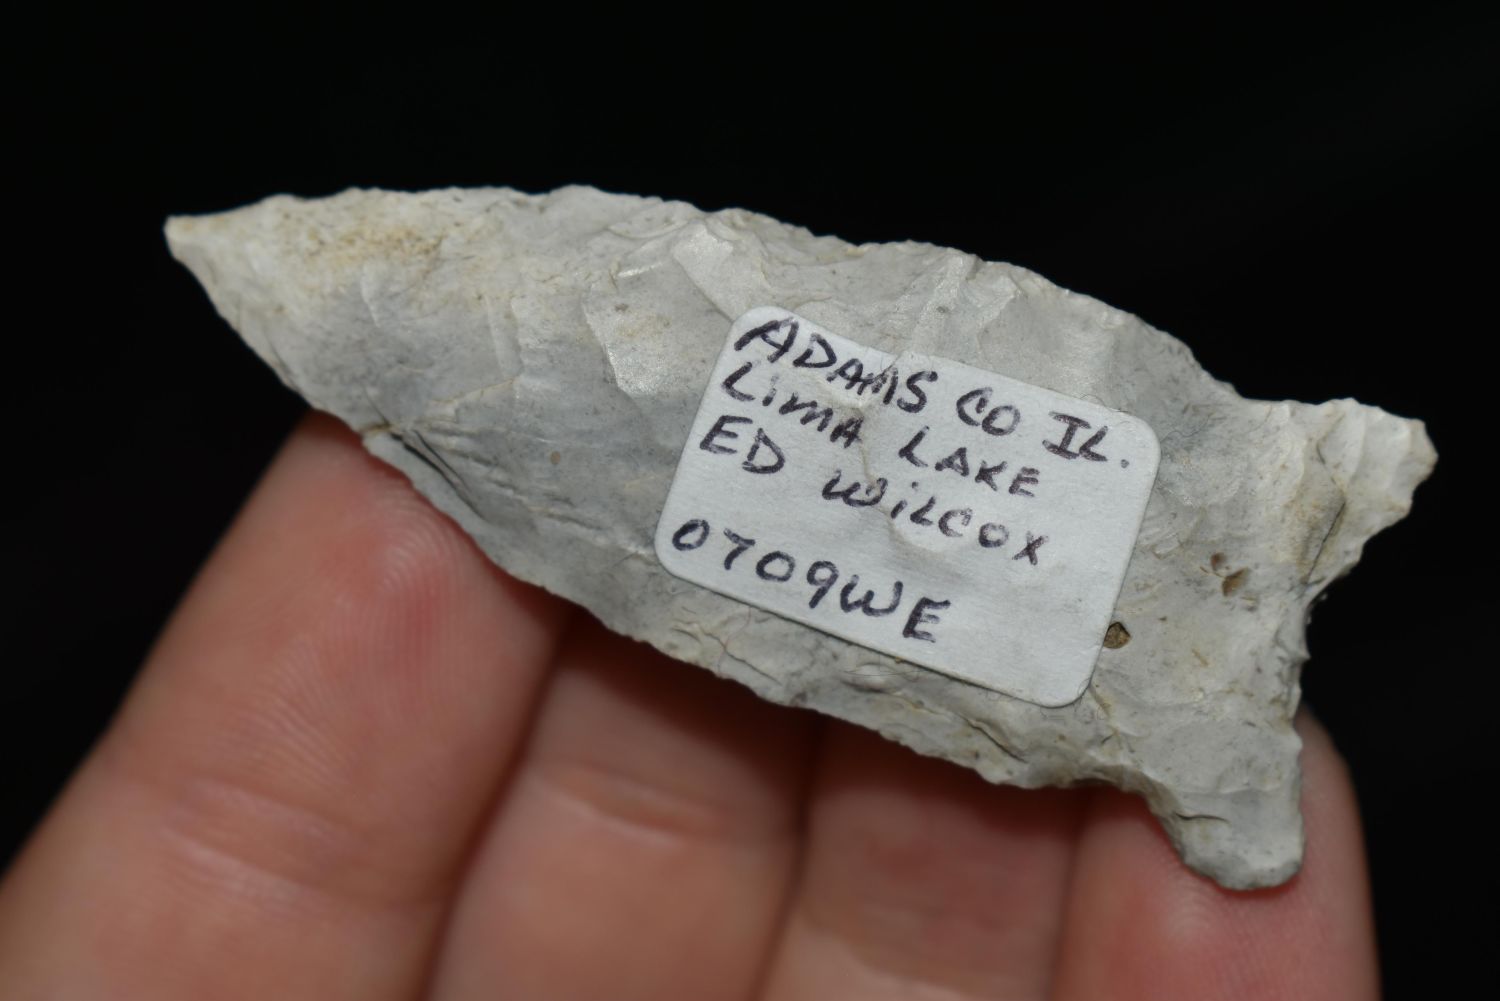 ADAMS CO IL.
LIMA LAKE
ED WILCOX
0709WE